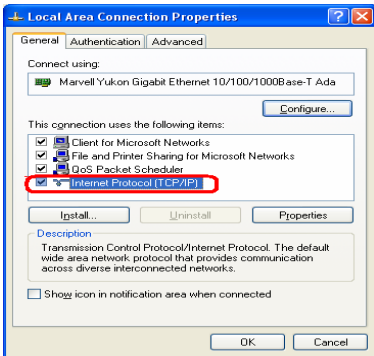 Local Area Connection Properties
General Authentication Advanced
Connect using:
Marvell Yukon Gigabit Ethernet 10/100/1000Base-T Ada
Configure...
This connection uses the following items:
Client for Microsoft Networks
File and Printer Sharing for Microsoft Networks
QoS Packet Scheduler
Internet Protocol (TCP/IP)
Install... Uninstall Properties
Description
Transmission Control Protocol/Internet Protocol. The default
wide area network protocol that provides communication
across diverse interconnected networks.
Show icon in notification area when connected
OK Cancel